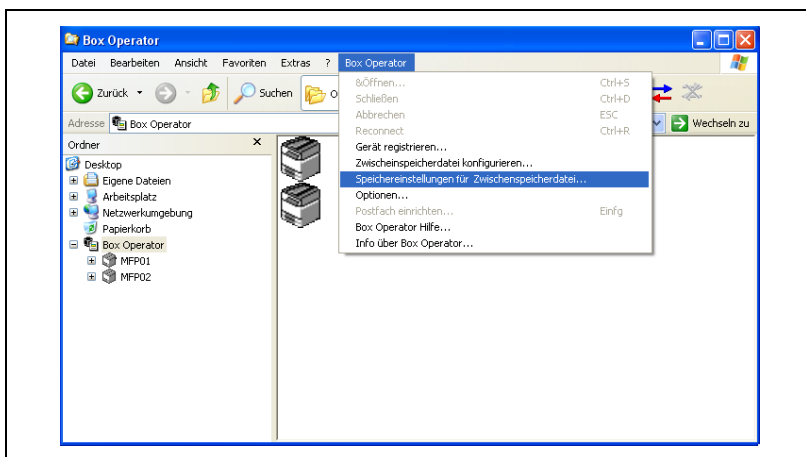 Box Operator
Datei Bearbeiten Ansicht Favoriten Extras ? Box Operator
Zurück Suchen
Adresse Box Operator Wechseln zu
Ordner
Desktop
Eigene Dateien
Arbeitsplatz
Netzwerkumgebung
Papierkorb
Box Operator
MFP01
MFP02
&Öffnen... Ctrl+S
Schließen Ctrl+D
Abbrechen ESC
Reconnect Ctrl+R
Gerät registrieren...
Zwischeinspeicherdatei konfigurieren...
Speichereinstellungen für Zwischenspeicherdatei...
Optionen...
Postfach einrichten... Einfg
Box Operator Hilfe...
Info über Box Operator...